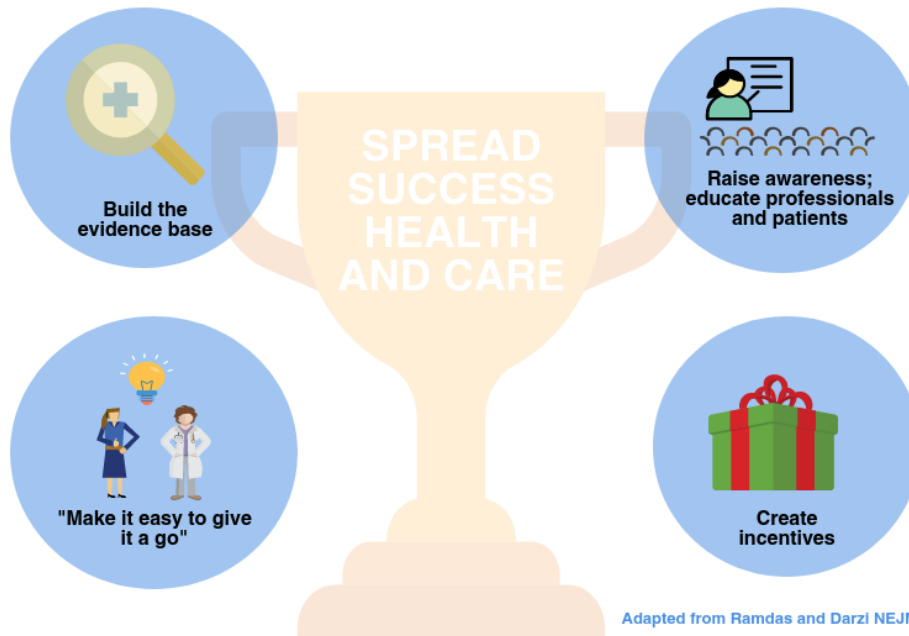 SPREAD
SUCCESS
HEALTH
AND CARE
Build the
evidence base
Raise awareness;
educate professionals
and patients
"Make it easy to give
it a go"
Create
incentives
Adapted from Ramdas and Darzi